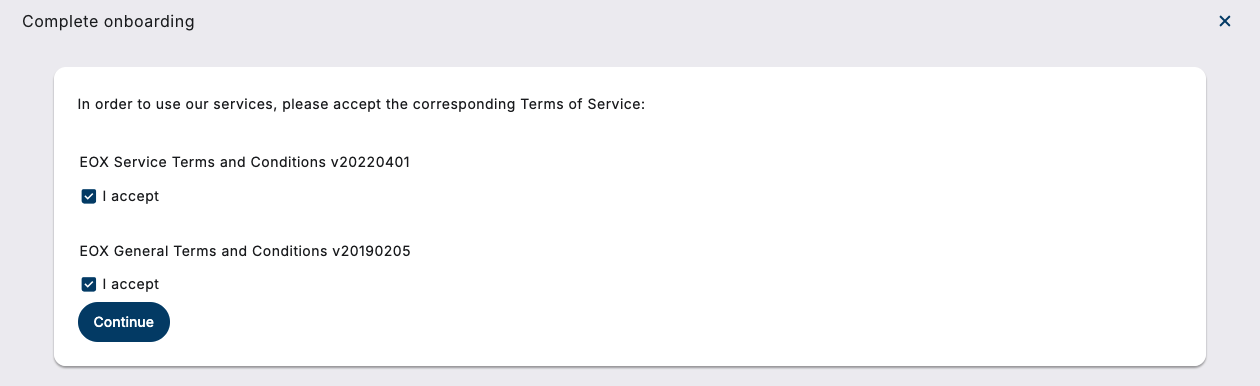 Complete onboarding
In order to use our services, please accept the corresponding Terms of Service:
EOX Service Terms and Conditions v20220401
I accept
EOX General Terms and Conditions v20190205
I accept
Continue